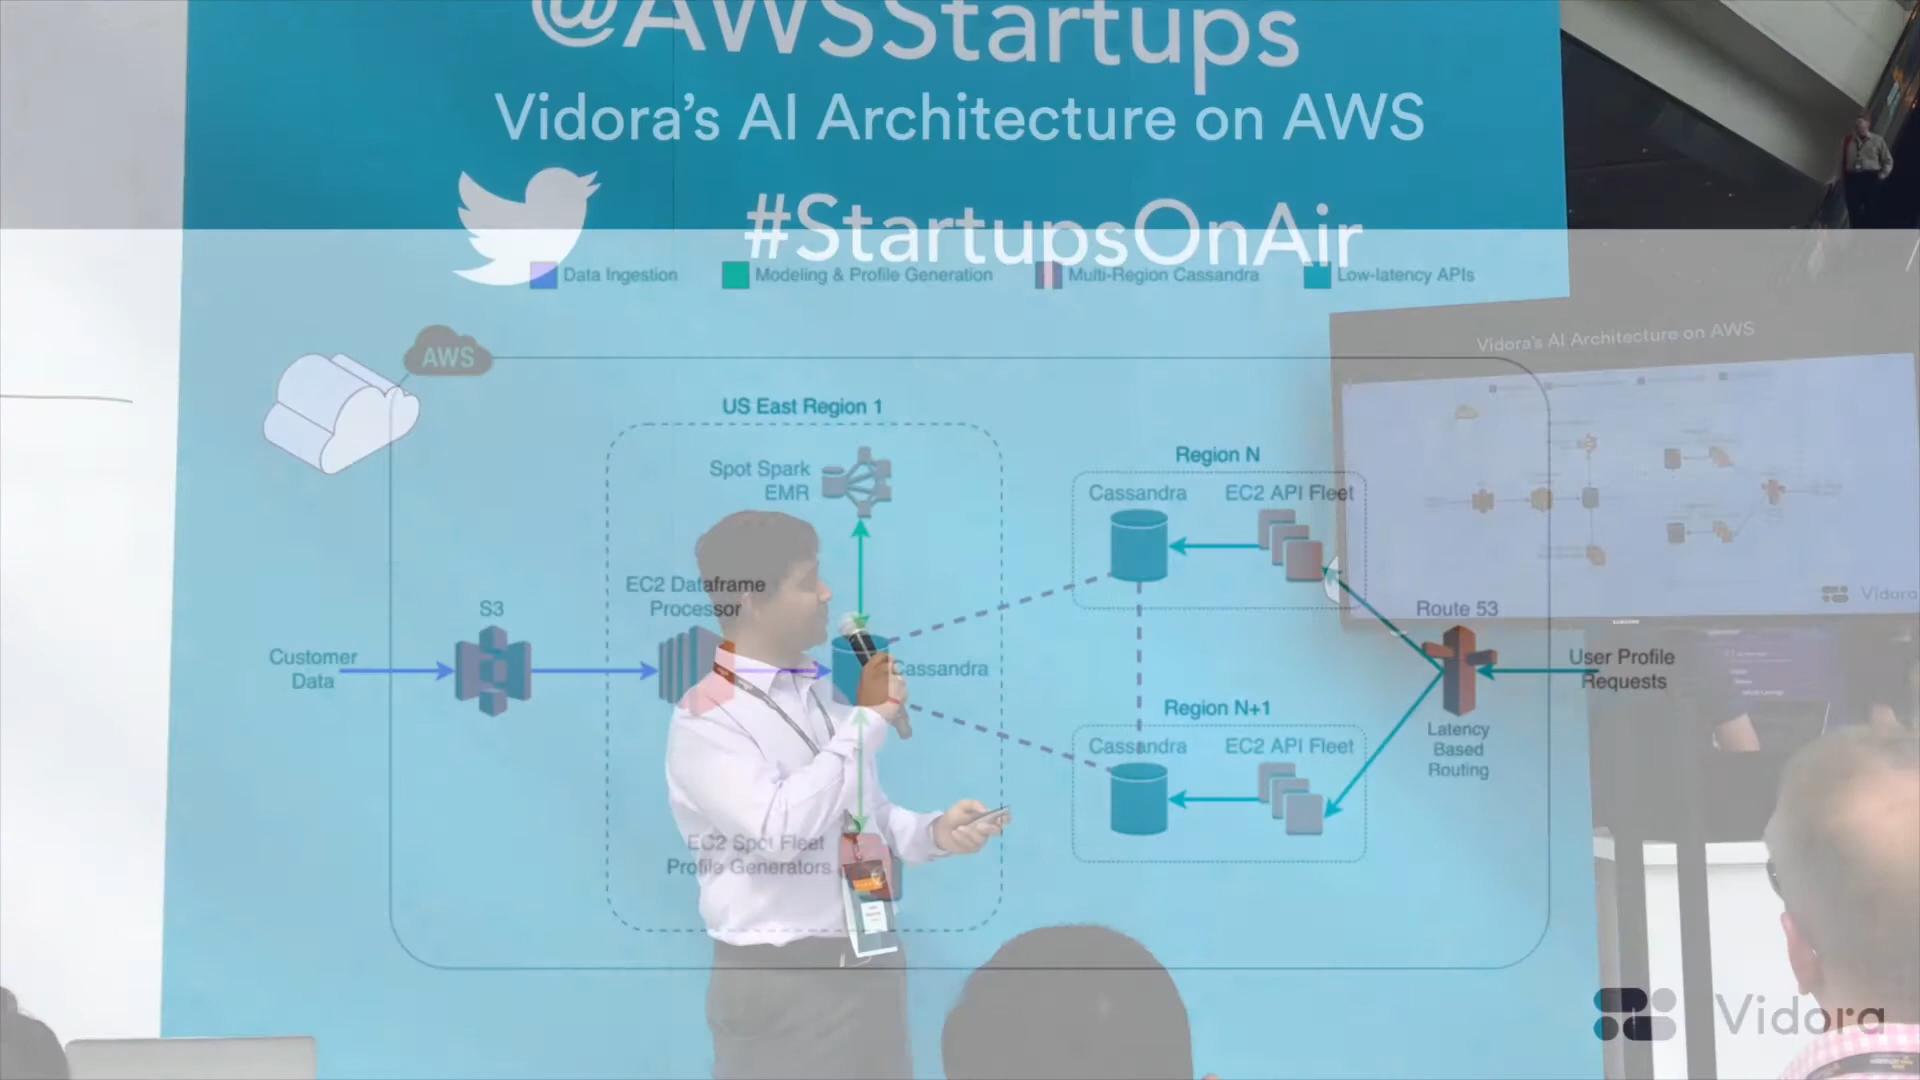 @AWSStartups
Vidora's AI Architecture on AWS
#StartupsOnAir
Data Ingestion
Modeling & Profile Generation
Multi-Region Cassandra
Low-latency APIs
Vidora's AI Architecture on AWS
AWS
US East Region 1
Spot Spark
EMR
Region N
Cassandra
EC2 API Fleet
EC2 Dataframe
Processor
S3
Customer
Data
Cassandra
Route 53
User Profile
Requests
Vidora
Region N+1
Cassandra
EC2 API Fleet
Latency
Based
Routing
EC2 Spot Fleet
Profile Generators
Vidora